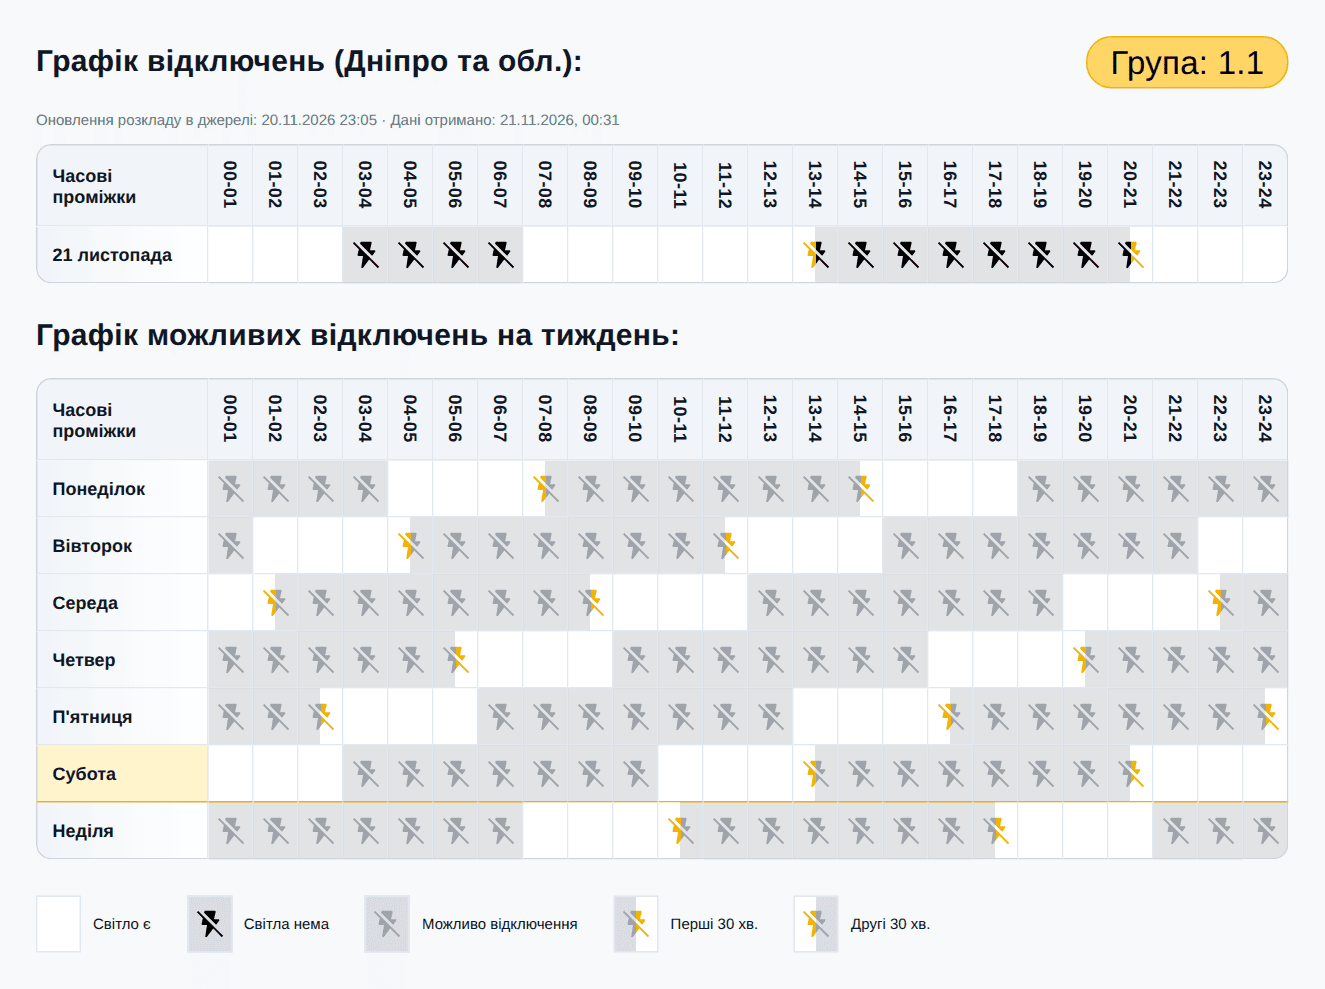 Графік відключень (Дніпро та обл.):
Група: 1.1
Оновлення розкладу в джерелі: 20.11.2026 23:05 · Дані отримано: 21.11.2026, 00:31
Часові проміжки 00-01 01-02 02-03 03-04 04-05 05-06 06-07 07-08 08-09 09-10 10-11 11-12 12-13 13-14 14-15 15-16 16-17 17-18 18-19 19-20 20-21 21-22 22-23 23-24
21 листопада
Графік можливих відключень на тиждень:
Часові проміжки 00-01 01-02 02-03 03-04 04-05 05-06 06-07 07-08 08-09 09-10 10-11 11-12 12-13 13-14 14-15 15-16 16-17 17-18 18-19 19-20 20-21 21-22 22-23 23-24
Понеділок
Вівторок
Середа
Четвер
П'ятниця
Субота
Неділя
Світло є Світла нема Можливо відключення Перші 30 хв. Другі 30 хв.